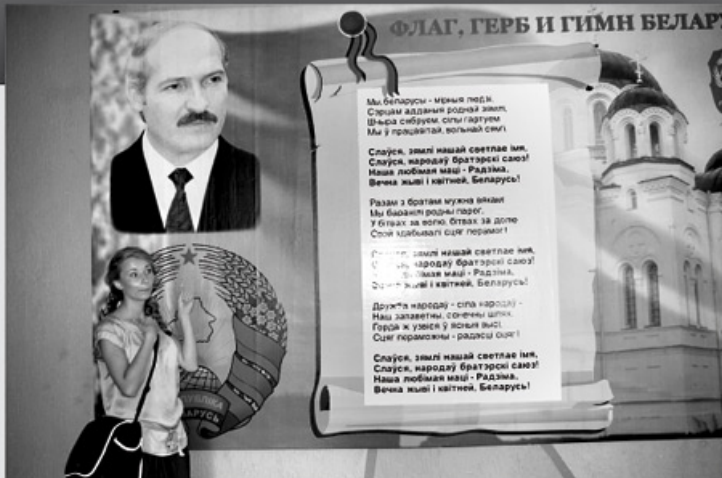 ФЛАГ, ГЕРБ И ГИМН БЕЛАРУ
Мы, беларусы - мірныя людзі,
Сэрцам адданыя роднай зямлі,
Шчыра сябруем, сілы гартуем
Мы ў працавітай, вольнай сям'і.
Слаўся, зямлі нашай светлае імя,
Слаўся, народаў братэрскі саюз!
Наша любімая маці - Радзіма,
Вечна жыві і квітней, Беларусь!
Разам з братамі мужна вякамі
Мы баранілі родны парог,
У бітвах за волю, бітвах за долю
Свой здабывалі сцяг перамог!
Слаўся, зямлі нашай светлае імя,
народаў братэрскі саюз!
маці - Радзіма,
жыві і квітней, Беларусь!
Дружба народаў - сіла народаў -
Наш запаветны, сонечны шлях.
Горда ж узвіся ў ясныя высі,
Сцяг пераможны - радасці сцяг!
Слаўся, зямлі нашай светлае імя,
Слаўся, народаў братэрскі саюз!
Наша любімая маці - Радзіма,
Вечна жыві і квітней, Беларусь!
БЕЛАРУСЬ